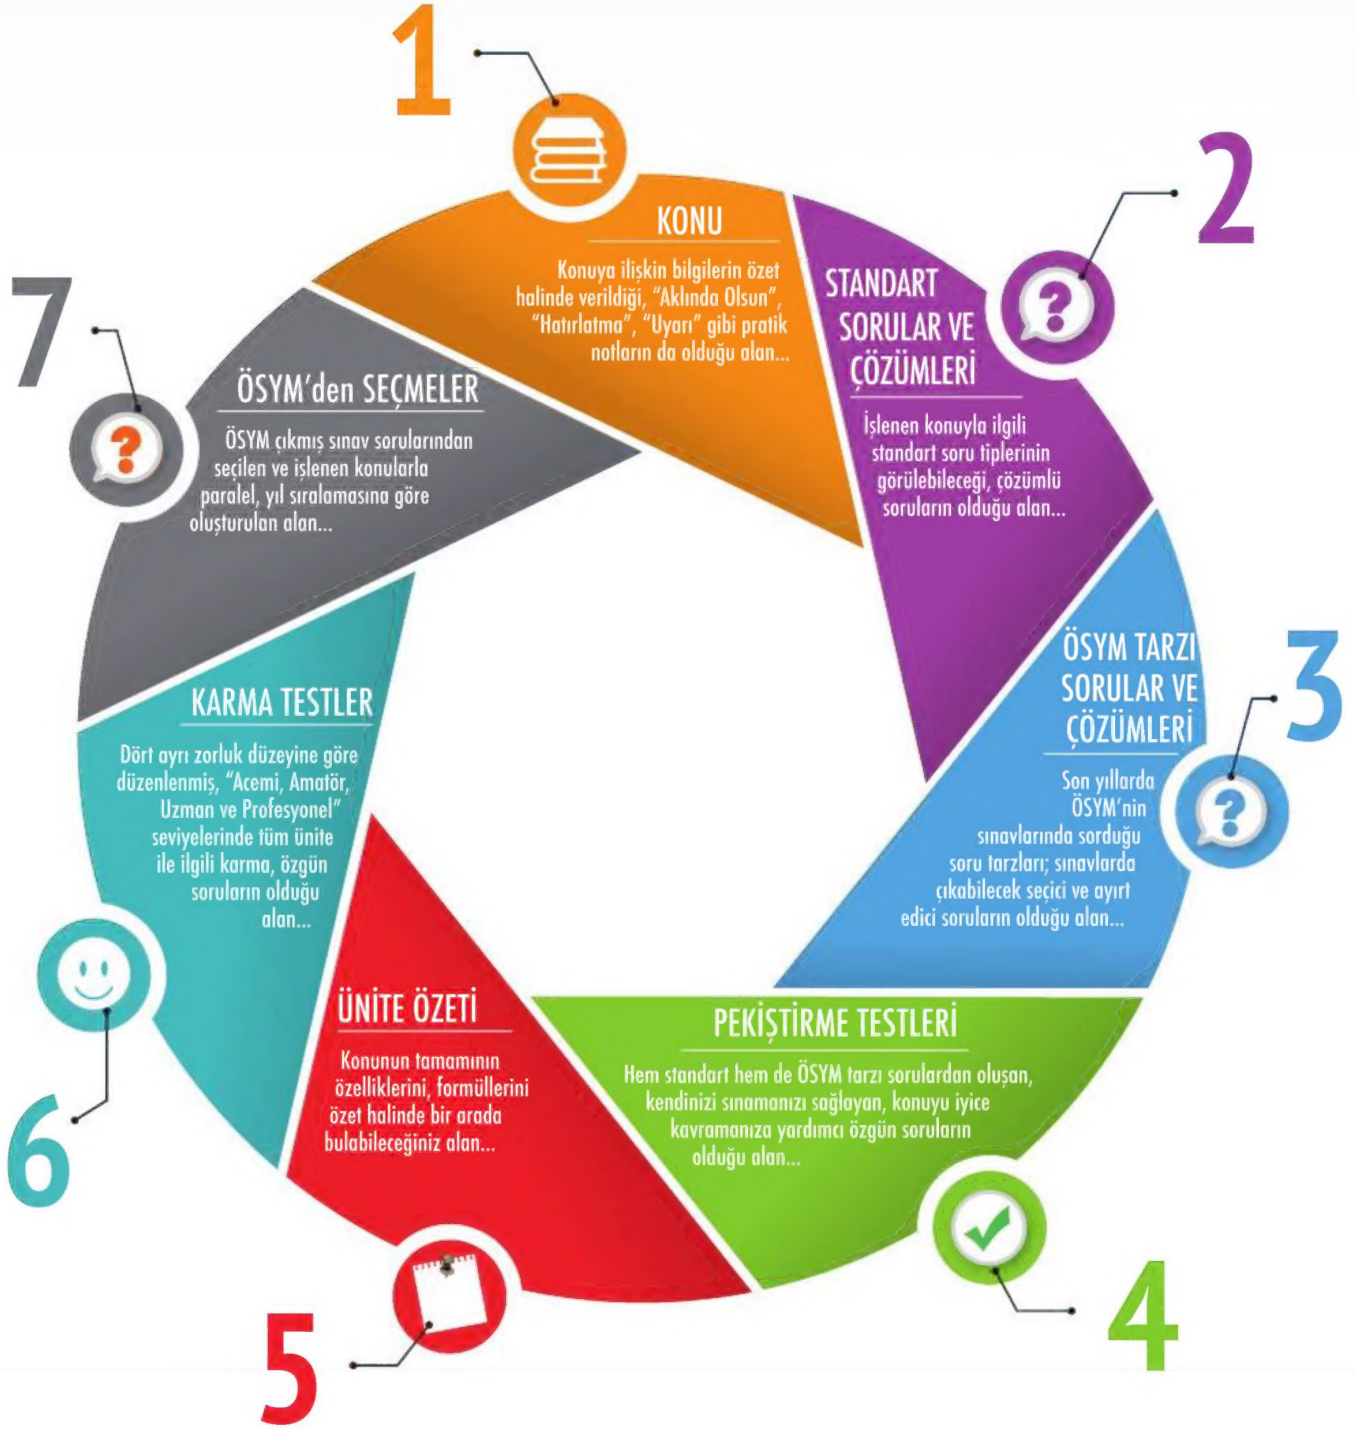 1
KONU
Konuya ilişkin bilgilerin özet
halinde verildiği, “Aklında Olsun”,
“Hatırlatma”, “Uyarı” gibi pratik
notların da olduğu alan...
2
STANDART
SORULAR VE
ÇÖZÜMLERİ
İşlenen konuyla ilgili
standart soru tiplerinin
görülebileceği, çözümlü
soruların olduğu alan...
3
ÖSYM TARZI
SORULAR VE
ÇÖZÜMLERİ
Son yıllarda
ÖSYM’nin
sınavlarında sorduğu
soru tarzları; sınavlarda
çıkabilecek seçici ve ayırt
edici soruların olduğu alan...
4
PEKİŞTİRME TESTLERİ
Hem standart hem de ÖSYM tarzı sorulardan oluşan,
kendinizi sınamanızı sağlayan, konuyu iyice
kavramanıza yardımcı özgün soruların
olduğu alan...
5
ÜNİTE ÖZETİ
Konunun tamamının
özelliklerini, formüllerini
özet halinde bir arada
bulabileceğiniz alan...
6
KARMA TESTLER
Dört ayrı zorluk düzeyine göre
düzenlenmiş, “Acemi, Amatör,
Uzman ve Profesyonel”
seviyelerinde tüm ünite
ile ilgili karma, özgün
soruların olduğu
alan...
7
ÖSYM’den SEÇMELER
ÖSYM çıkmış sınav sorularından
seçilen ve işlenen konularla
paralel, yıl sıralamasına göre
oluşturulan alan...